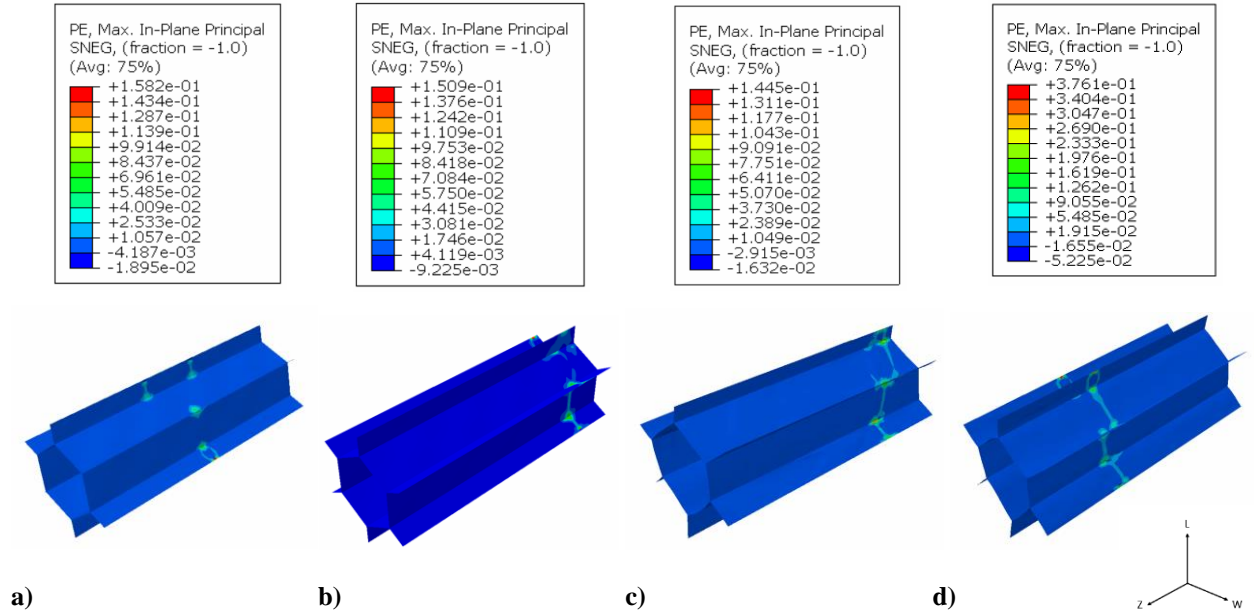 PE, Max. In-Plane Principal
SNEG, (fraction = -1.0)
(Avg: 75%)
+1.582e-01
+1.434e-01
+1.287e-01
+1.139e-01
+9.914e-02
+8.437e-02
+6.961e-02
+5.485e-02
+4.009e-02
+2.533e-02
+1.057e-02
-4.187e-03
-1.895e-02
PE, Max. In-Plane Principal
SNEG, (fraction = -1.0)
(Avg: 75%)
+1.509e-01
+1.376e-01
+1.242e-01
+1.109e-01
+9.753e-02
+8.418e-02
+7.084e-02
+5.750e-02
+4.415e-02
+3.081e-02
+1.746e-02
+4.119e-03
-9.225e-03
PE, Max. In-Plane Principal
SNEG, (fraction = -1.0)
(Avg: 75%)
+1.445e-01
+1.311e-01
+1.177e-01
+1.043e-01
+9.091e-02
+7.751e-02
+6.411e-02
+5.070e-02
+3.730e-02
+2.389e-02
+1.049e-02
-2.915e-03
-1.632e-02
PE, Max. In-Plane Principal
SNEG, (fraction = -1.0)
(Avg: 75%)
+3.761e-01
+3.404e-01
+3.047e-01
+2.690e-01
+2.333e-01
+1.976e-01
+1.619e-01
+1.262e-01
+9.055e-02
+5.485e-02
+1.915e-02
-1.655e-02
-5.225e-02
L
Z
W
a)
b)
c)
d)